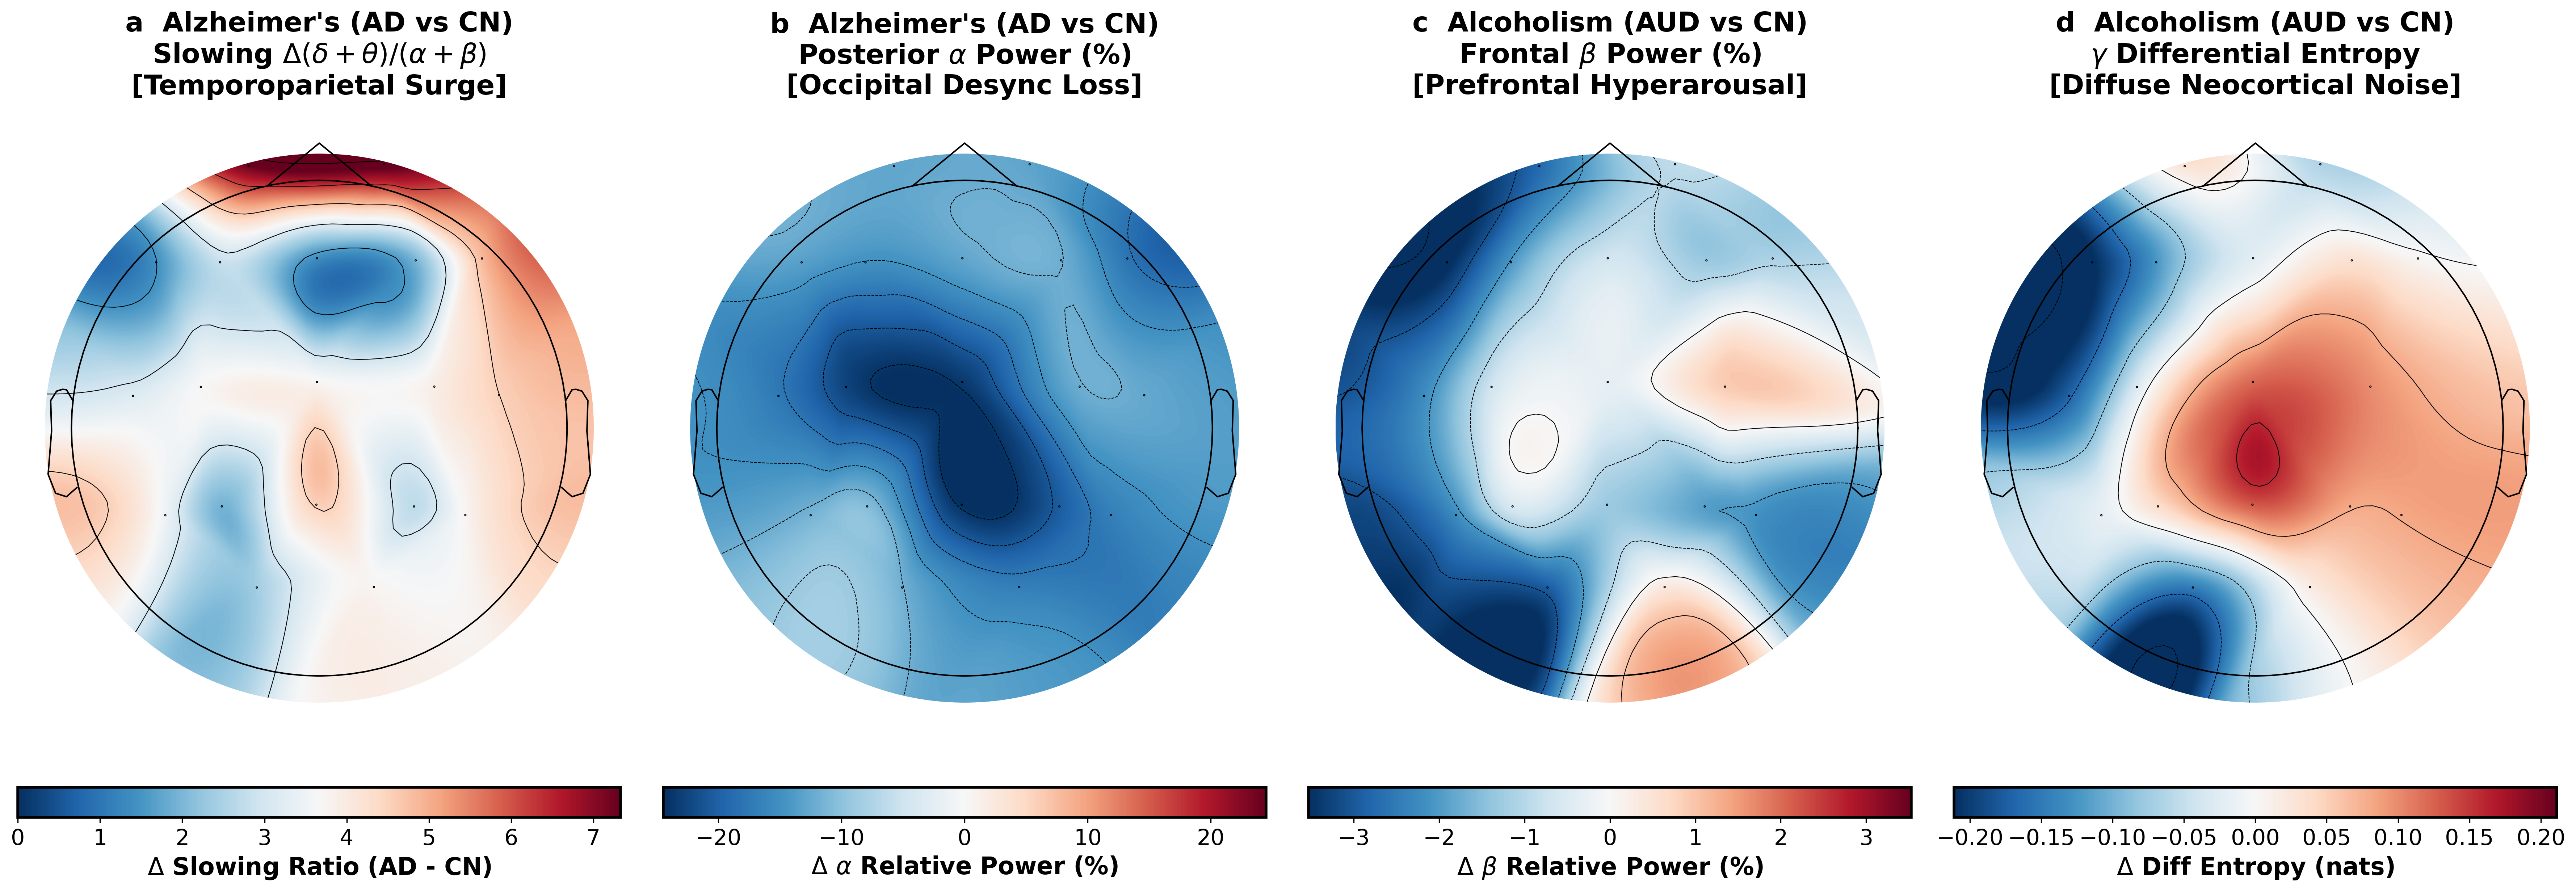 a  Alzheimer's (AD vs CN)
Slowing Δ(δ + θ)/(α + β)
[Temporoparietal Surge]
b  Alzheimer's (AD vs CN)
Posterior α Power (%)
[Occipital Desync Loss]
c  Alcoholism (AUD vs CN)
Frontal β Power (%)
[Prefrontal Hyperarousal]
d  Alcoholism (AUD vs CN)
γ Differential Entropy
[Diffuse Neocortical Noise]
0 1 2 3 4 5 6 7
Δ Slowing Ratio (AD - CN)
−20 −10 0 10 20
Δ α Relative Power (%)
−3 −2 −1 0 1 2 3
Δ β Relative Power (%)
−0.20 −0.15 −0.10 −0.05 0.00 0.05 0.10 0.15 0.20
Δ Diff Entropy (nats)